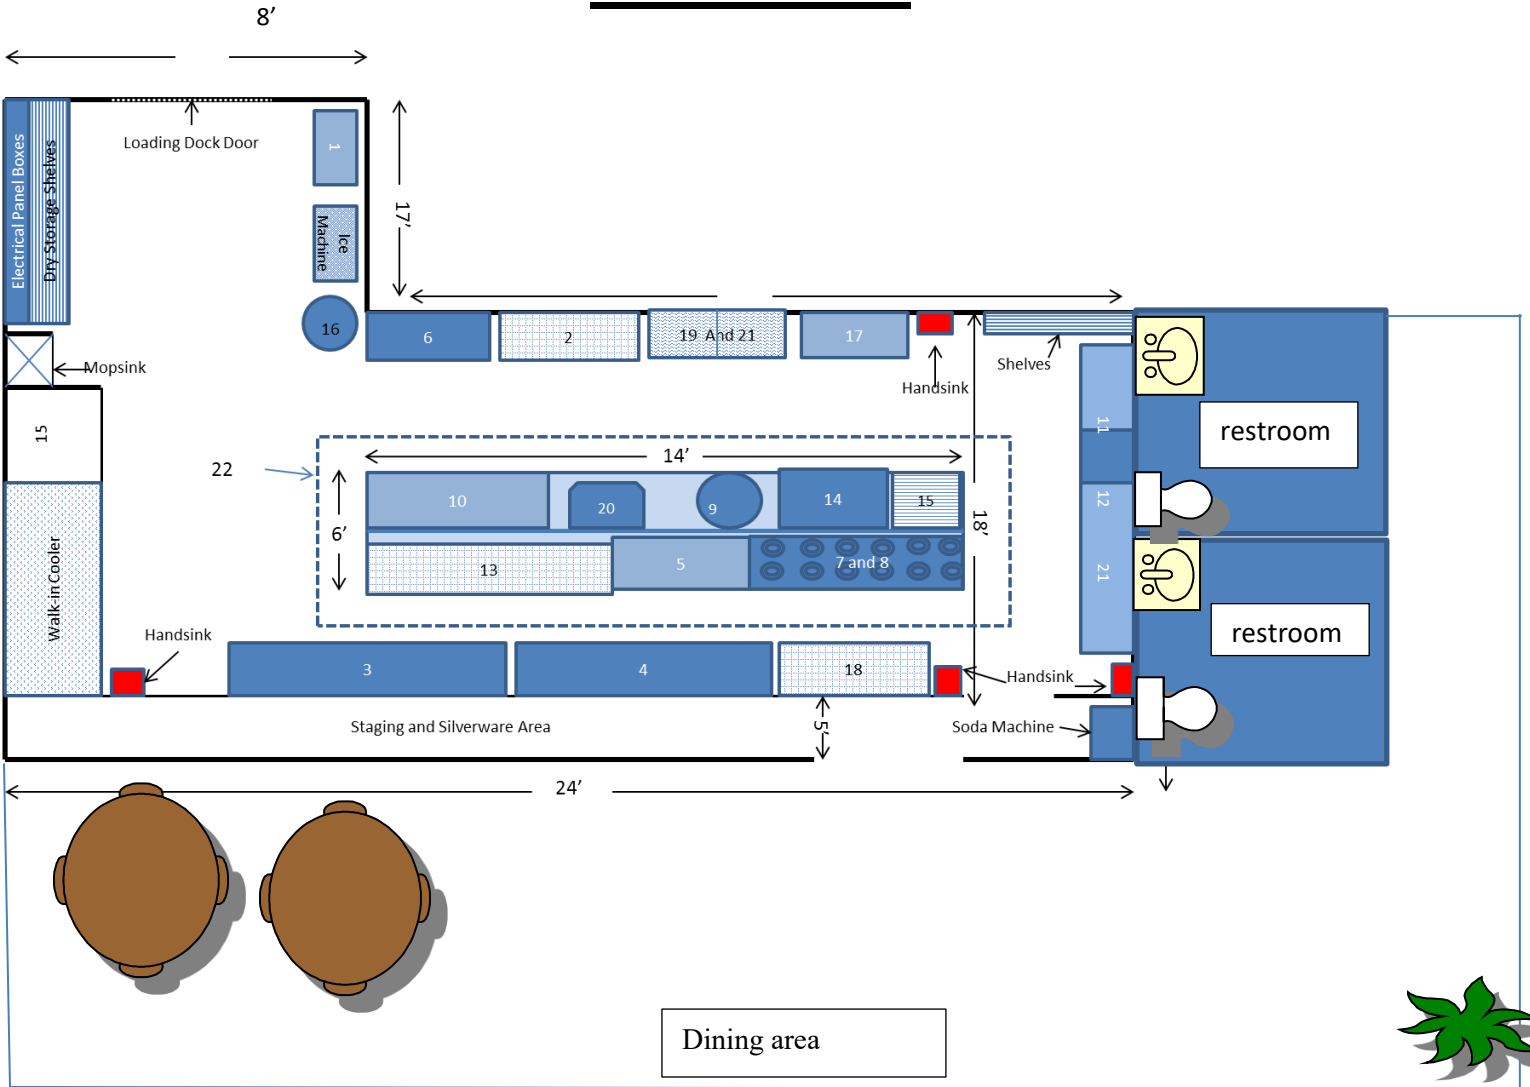 8’
Loading Dock Door
Electrical Panel Boxes
Dry Storage Shelves
1
17’
Ice
Machine
16
6
2
19 And 21
17
Handsink
Shelves
Mopsink
15
11
restroom
22
14’
10
20
9
14
15
18’
12
6’
13
5
7 and 8
21
Walk-in Cooler
Handsink
restroom
3
4
18
Handsink
Staging and Silverware Area
5’
Soda Machine
24’
Dining area